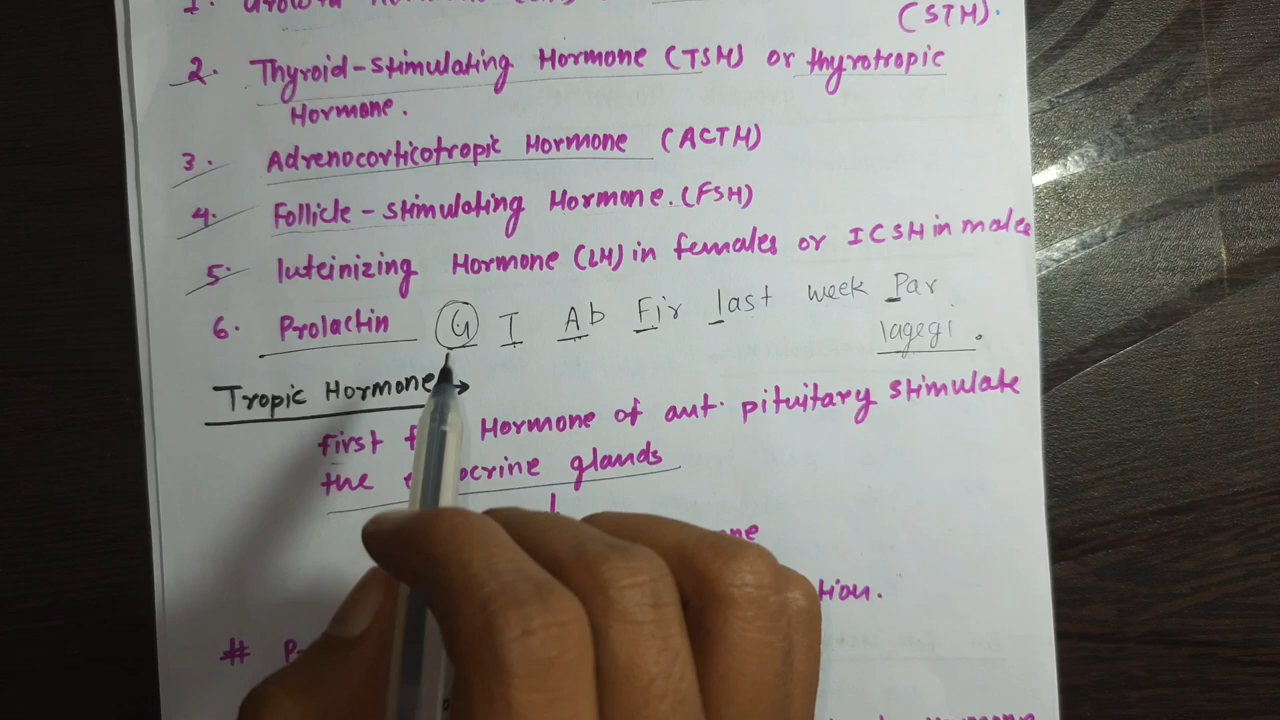 1. Growth
(STH).
2. Thyroid-stimulating Hormone (TSH) or thyrotropic
Hormone.
3. Adrenocorticotropic Hormone (ACTH)
4. Follicle-stimulating Hormone.(FSH)
5. luteinizing Hormone (LH) in females or ICSH in males
6. Prolactin G T Ab Fir last week Par
lagegi.
Tropic Hormone →
First Hormone of ant. pituitary stimulate
the glands